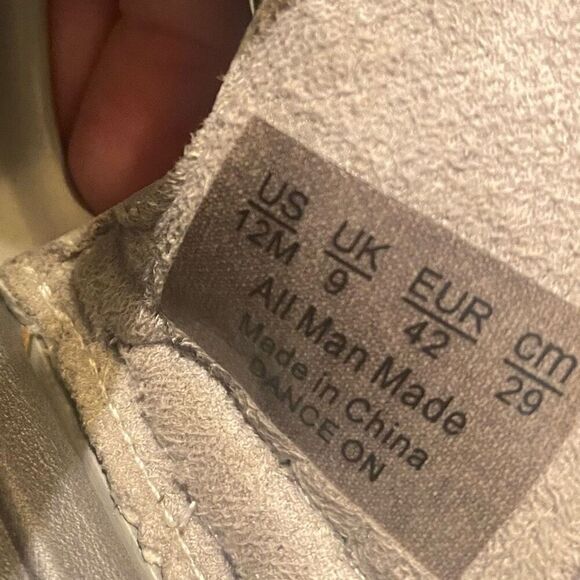 US UK EUR cm
12M 9 42 29
All Man Made
Made in China
DANCE ON